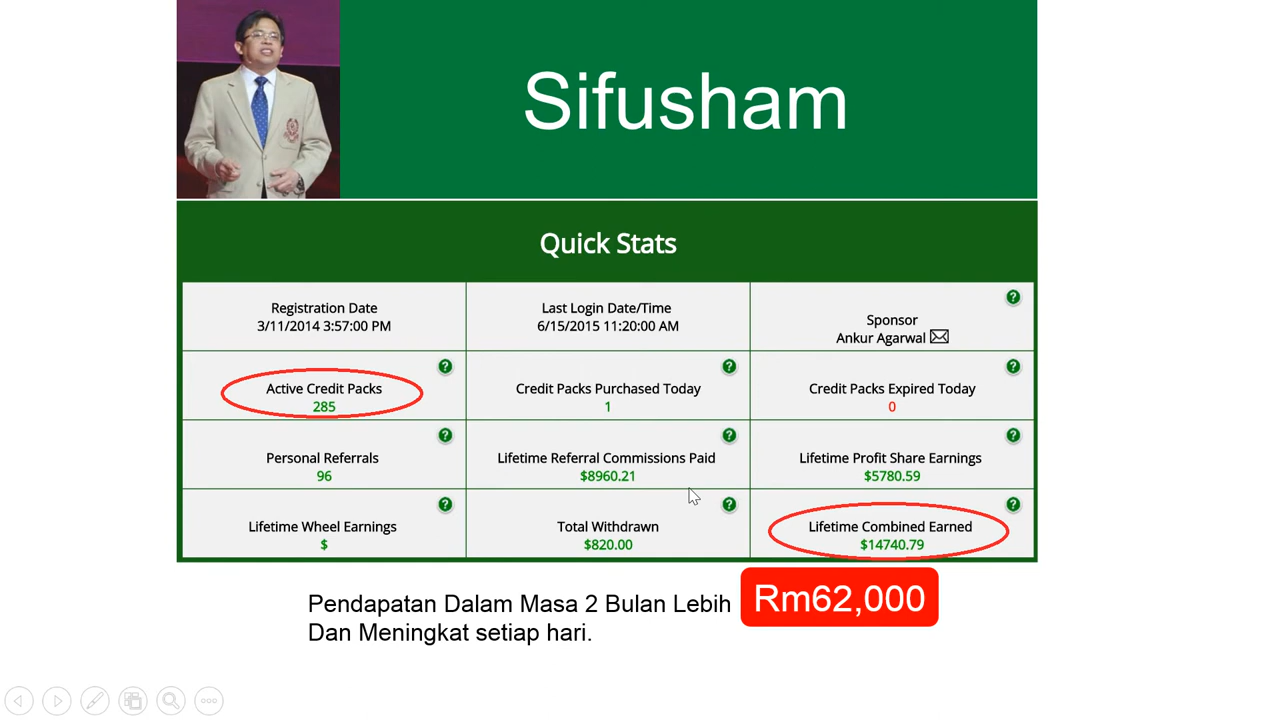 Sifusham
Quick Stats
Registration Date
3/11/2014 3:57:00 PM
Last Login Date/Time
6/15/2015 11:20:00 AM
Sponsor
Ankur Agarwal
Active Credit Packs
285
Credit Packs Purchased Today
1
Credit Packs Expired Today
0
Personal Referrals
96
Lifetime Referral Commissions Paid
$8960.21
Lifetime Profit Share Earnings
$5780.59
Lifetime Wheel Earnings
$
Total Withdrawn
$820.00
Lifetime Combined Earned
$14740.79
Pendapatan Dalam Masa 2 Bulan Lebih Rm62,000
Dan Meningkat setiap hari.